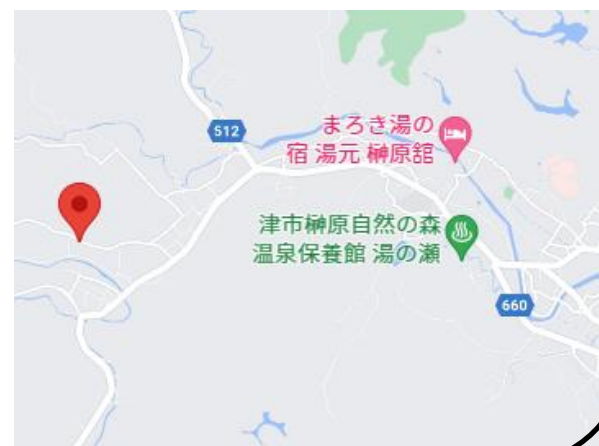 512
まろき湯の
宿 湯元 榊原舘
津市榊原自然の森
温泉保養館 湯の瀬
660